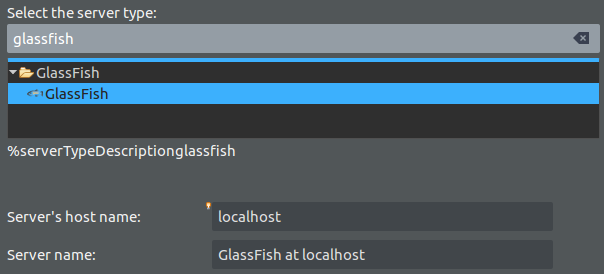 Select the server type:
glassfish
GlassFish
GlassFish
%serverTypeDescriptionglassfish
Server's host name: localhost
Server name: GlassFish at localhost